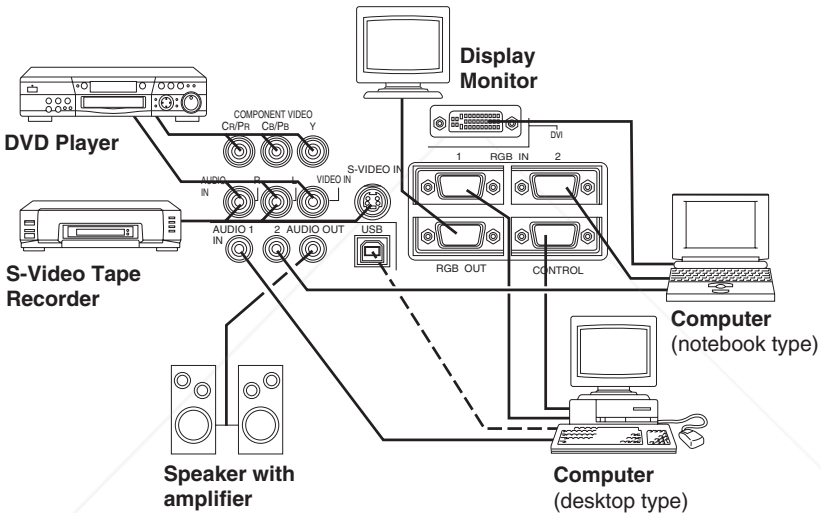 Display
Monitor
COMPONENT VIDEO
CR/PR CB/PB Y
DVD Player
DVI
1 RGB IN 2
S-VIDEO IN
AUDIO IN R L VIDEO IN
AUDIO 1 IN 2 AUDIO OUT USB
RGB OUT CONTROL
S-Video Tape
Recorder
Computer
(notebook type)
Speaker with
amplifier
Computer
(desktop type)